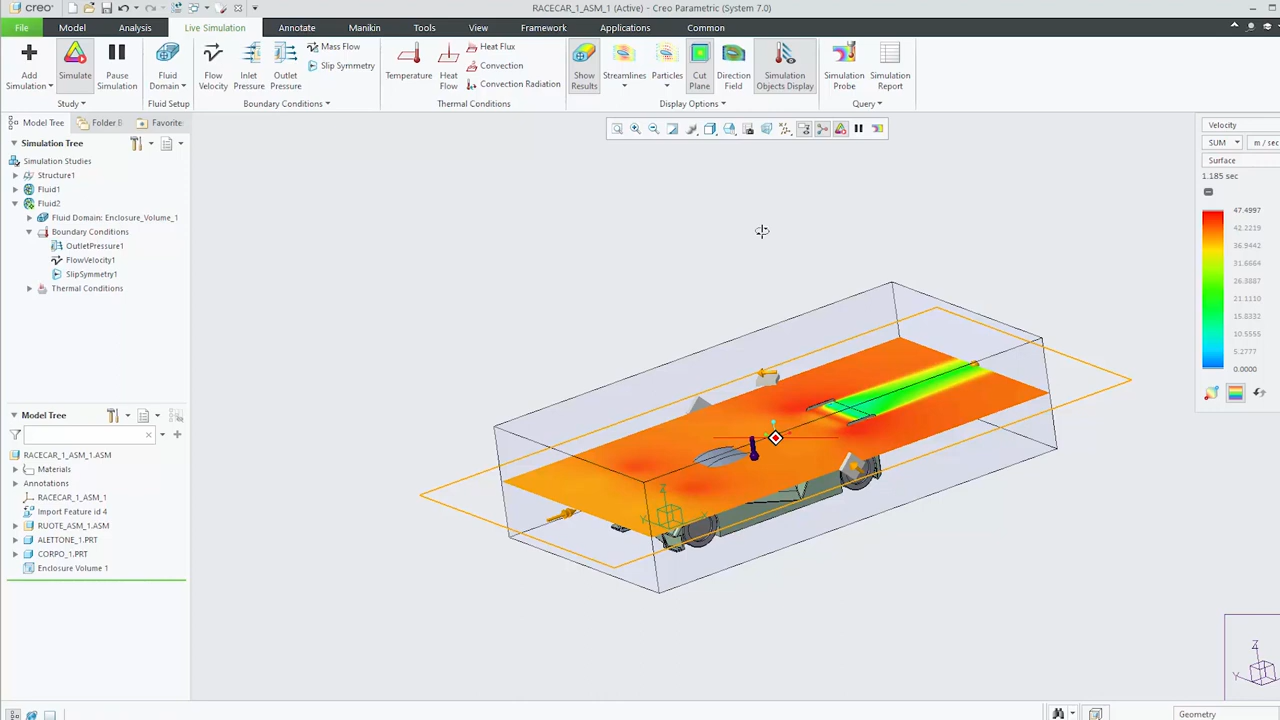 creo
RACECAR_1_ASM_1 (Active) - Creo Parametric (System 7.0)
File
Model
Analysis
Live Simulation
Annotate
Manikin
Tools
View
Framework
Applications
Common
Add
Simulation
Simulate
Pause
Simulation
Fluid
Domain
Flow
Velocity
Inlet
Pressure
Outlet
Pressure
Mass Flow
Slip Symmetry
Temperature
Heat
Flow
Heat Flux
Convection
Convection Radiation
Show
Results
Streamlines
Particles
Cut
Plane
Direction
Field
Simulation
Objects Display
Simulation
Probe
Simulation
Report
Study
Fluid Setup
Boundary Conditions
Thermal Conditions
Display Options
Query
Model Tree
Folder B
Favorite
Simulation Tree
Simulation Studies
Structure1
Fluid1
Fluid2
Fluid Domain: Enclosure_Volume_1
Boundary Conditions
OutletPressure1
FlowVelocity1
SlipSymmetry1
Thermal Conditions
Model Tree
RACECAR_1_ASM_1.ASM
Materials
Annotations
RACECAR_1_ASM_1
Import Feature id 4
RUOTE_ASM_1.ASM
ALETTONE_1.PRT
CORPO_1.PRT
Enclosure Volume 1
Velocity
SUM
m / sec
Surface
1.185 sec
47.4997
42.2219
36.9442
31.6664
26.3887
21.1110
15.8332
10.5555
5.2777
0.0000
Z
Y
X
Z
Y
Geometry